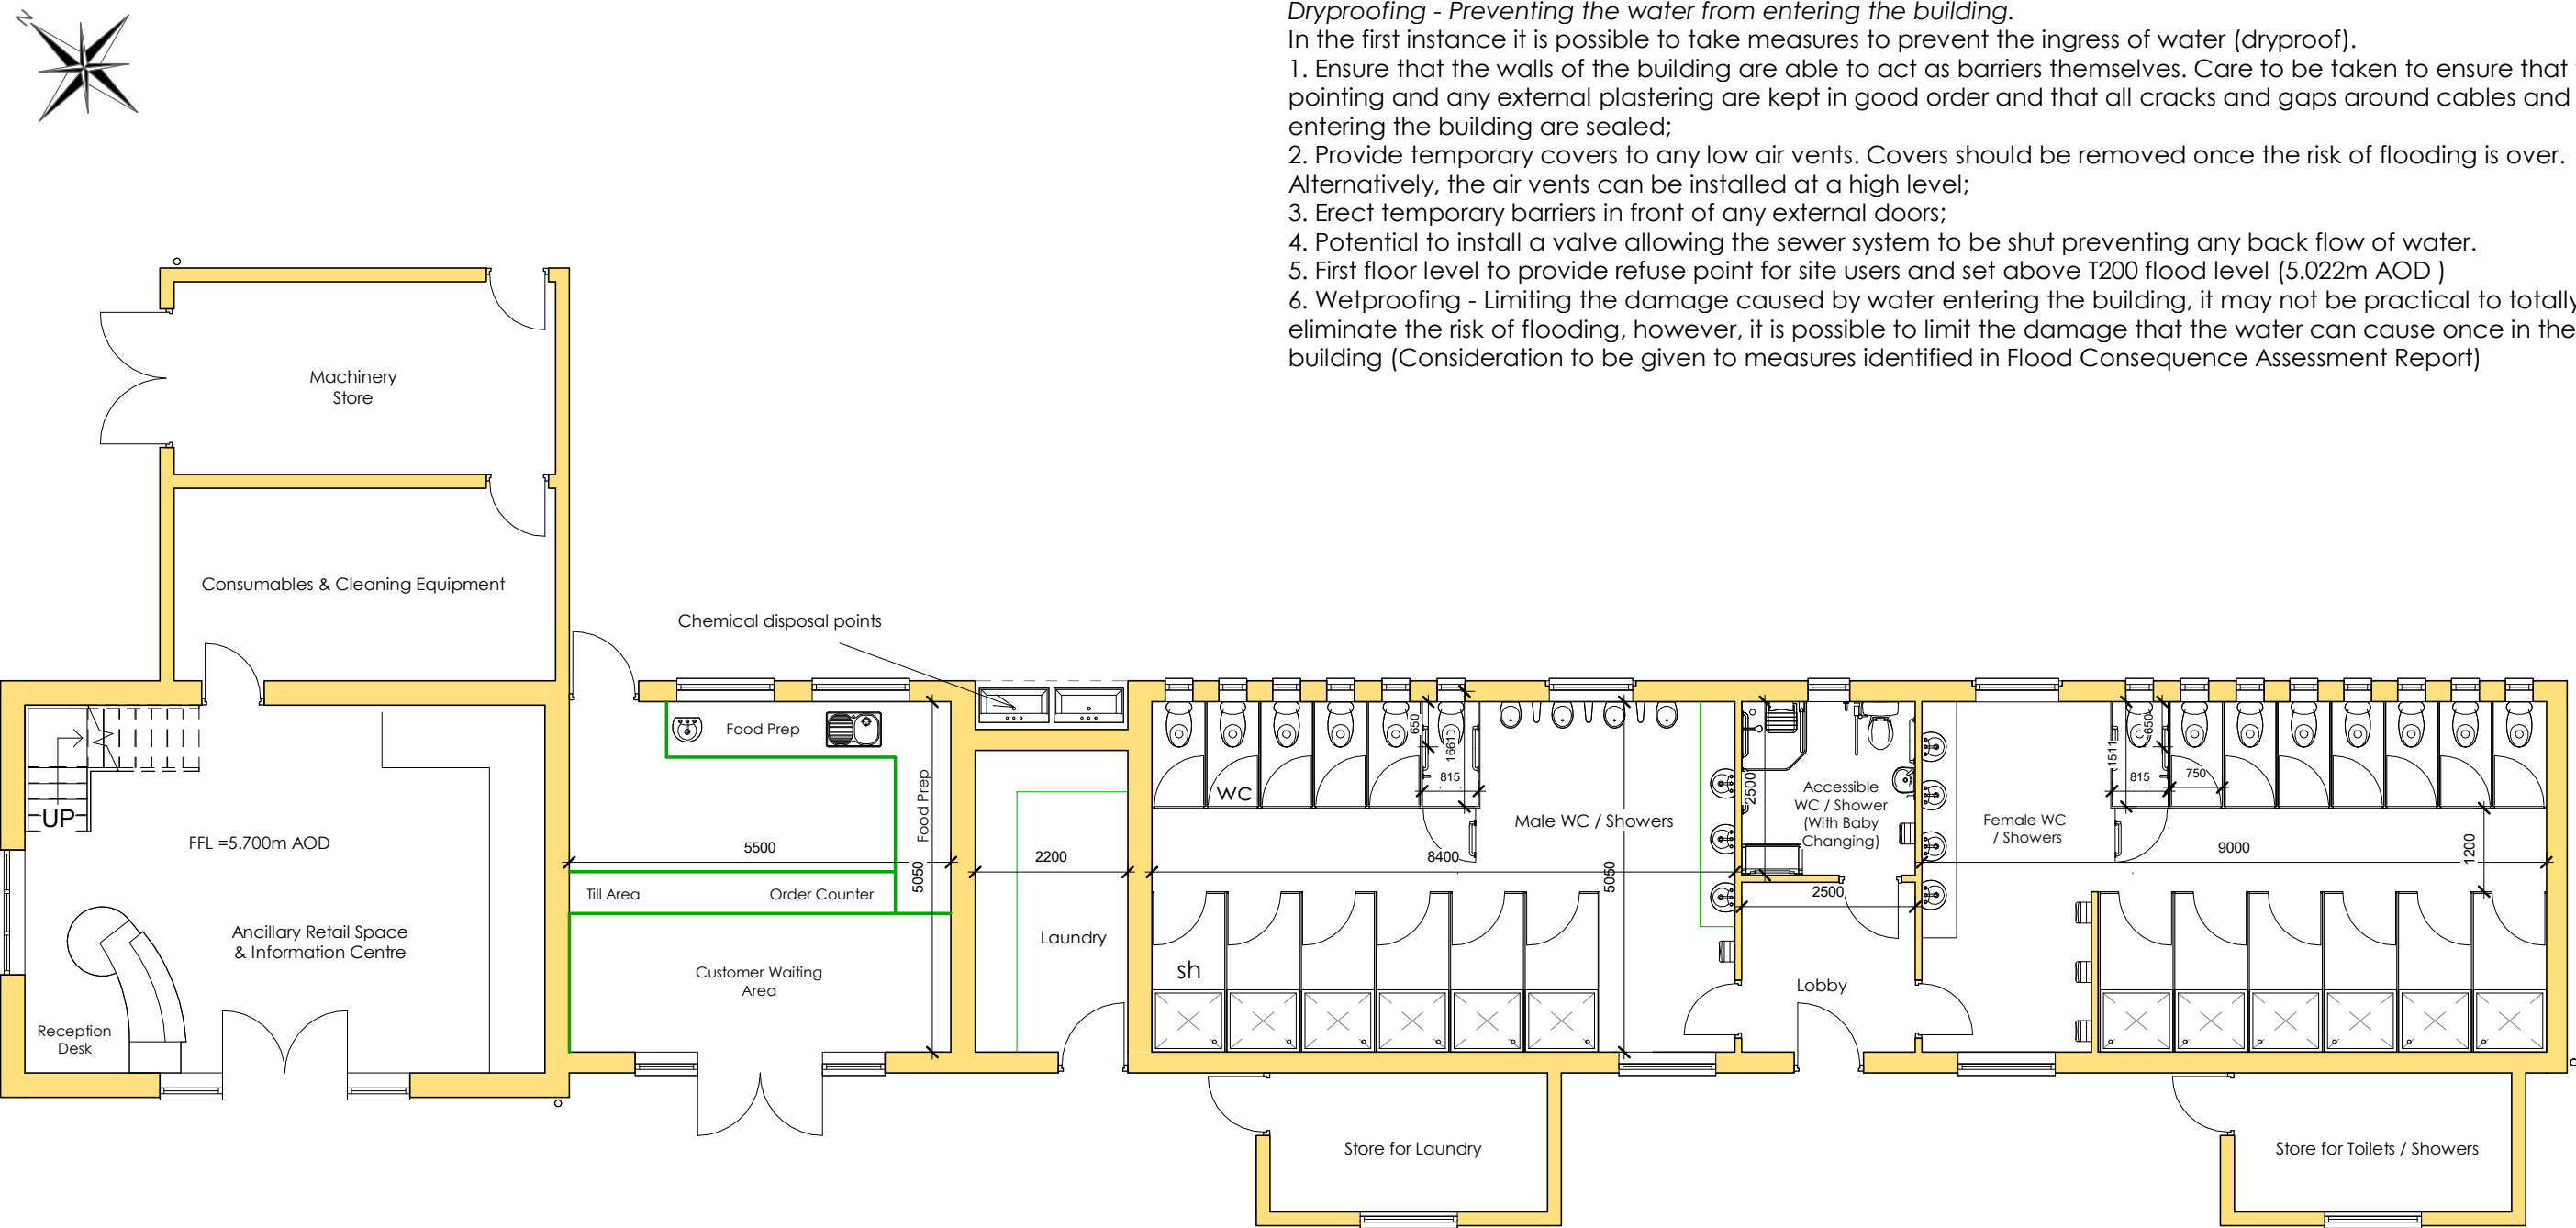 N
Dryproofing - Preventing the water from entering the building.
In the first instance it is possible to take measures to prevent the ingress of water (dryproof).
1. Ensure that the walls of the building are able to act as barriers themselves. Care to be taken to ensure that
pointing and any external plastering are kept in good order and that all cracks and gaps around cables and
entering the building are sealed;
2. Provide temporary covers to any low air vents. Covers should be removed once the risk of flooding is over.
Alternatively, the air vents can be installed at a high level;
3. Erect temporary barriers in front of any external doors;
4. Potential to install a valve allowing the sewer system to be shut preventing any back flow of water.
5. First floor level to provide refuse point for site users and set above T200 flood level (5.022m AOD )
6. Wetproofing - Limiting the damage caused by water entering the building, it may not be practical to totally
eliminate the risk of flooding, however, it is possible to limit the damage that the water can cause once in the
building (Consideration to be given to measures identified in Flood Consequence Assessment Report)
Machinery
Store
Consumables & Cleaning Equipment
Chemical disposal points
UP
FFL =5.700m AOD
Ancillary Retail Space
& Information Centre
Reception
Desk
Food Prep
Food Prep
5500
5050
Till Area
Order Counter
Customer Waiting
Area
2200
Laundry
WC
650
1661
815
Male WC / Showers
8400
5050
sh
2500
Accessible
WC / Shower
(With Baby
Changing)
2500
Lobby
Female WC
/ Showers
1511
650
815
750
9000
1200
Store for Laundry
Store for Toilets / Showers